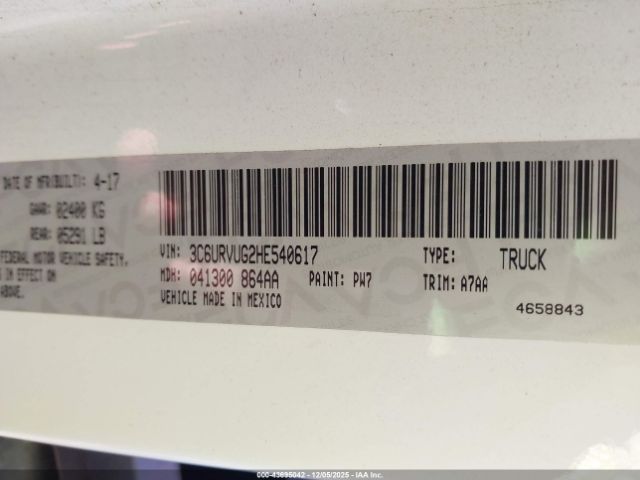 DATE OF MFR(BUILT): 4-17
GAWR: 02400 KG
REAR: 05291 LB
FEDERAL MOTOR VEHICLE SAFETY,
IN EFFECT ON
ABOVE.
VIN: 3C6URVUG2HE540617
TYPE: TRUCK
MDH: 041300 864AA
PAINT: PW7
TRIM: A7AA
VEHICLE MADE IN MEXICO
4658843
000-43695042 - 12/05/2025 - IAA Inc.